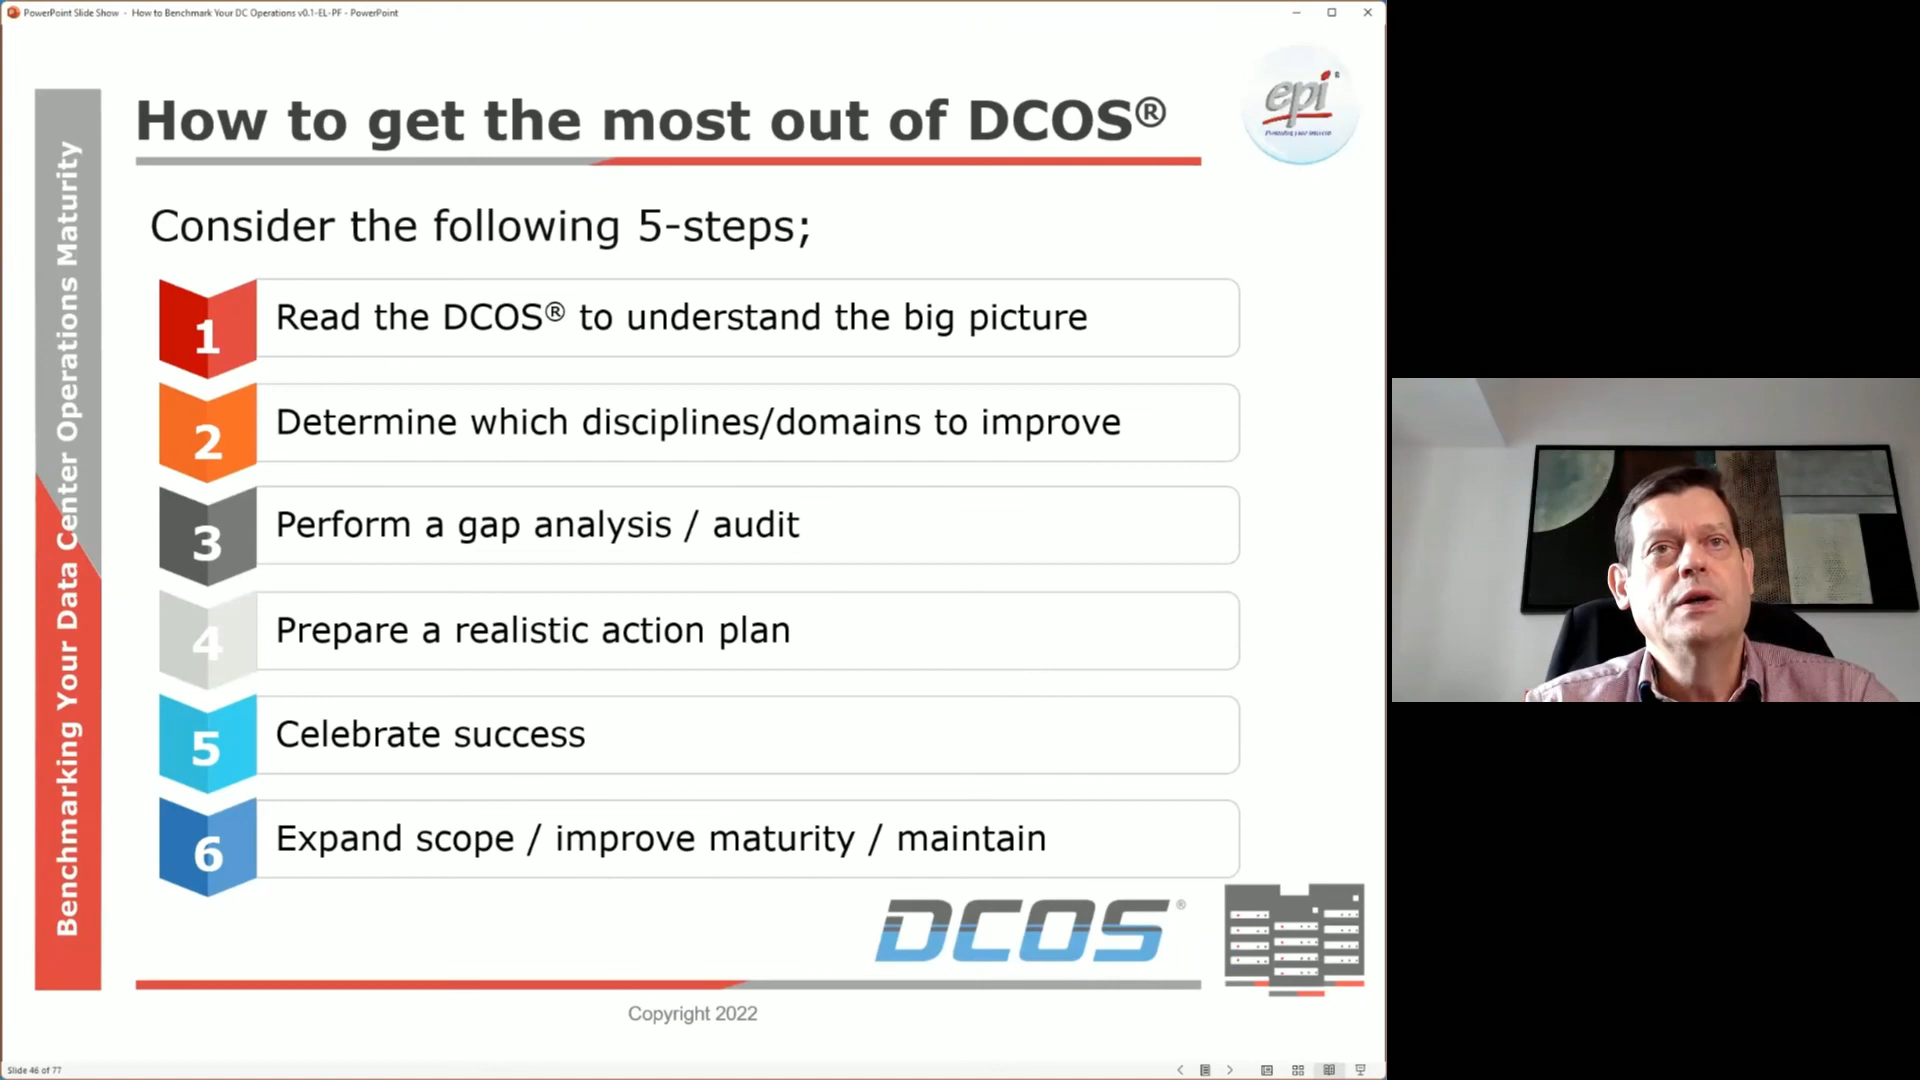 PowerPoint Slide Show - How to Benchmark Your DC Operations v0.1-EL-PF - PowerPoint
How to get the most out of DCOS®
epi®
Benchmarking Your Data Center Operations Maturity
Consider the following 5-steps;
1 Read the DCOS® to understand the big picture
2 Determine which disciplines/domains to improve
3 Perform a gap analysis / audit
4 Prepare a realistic action plan
5 Celebrate success
6 Expand scope / improve maturity / maintain
DCOS®
Copyright 2022
Slide 46 of 77